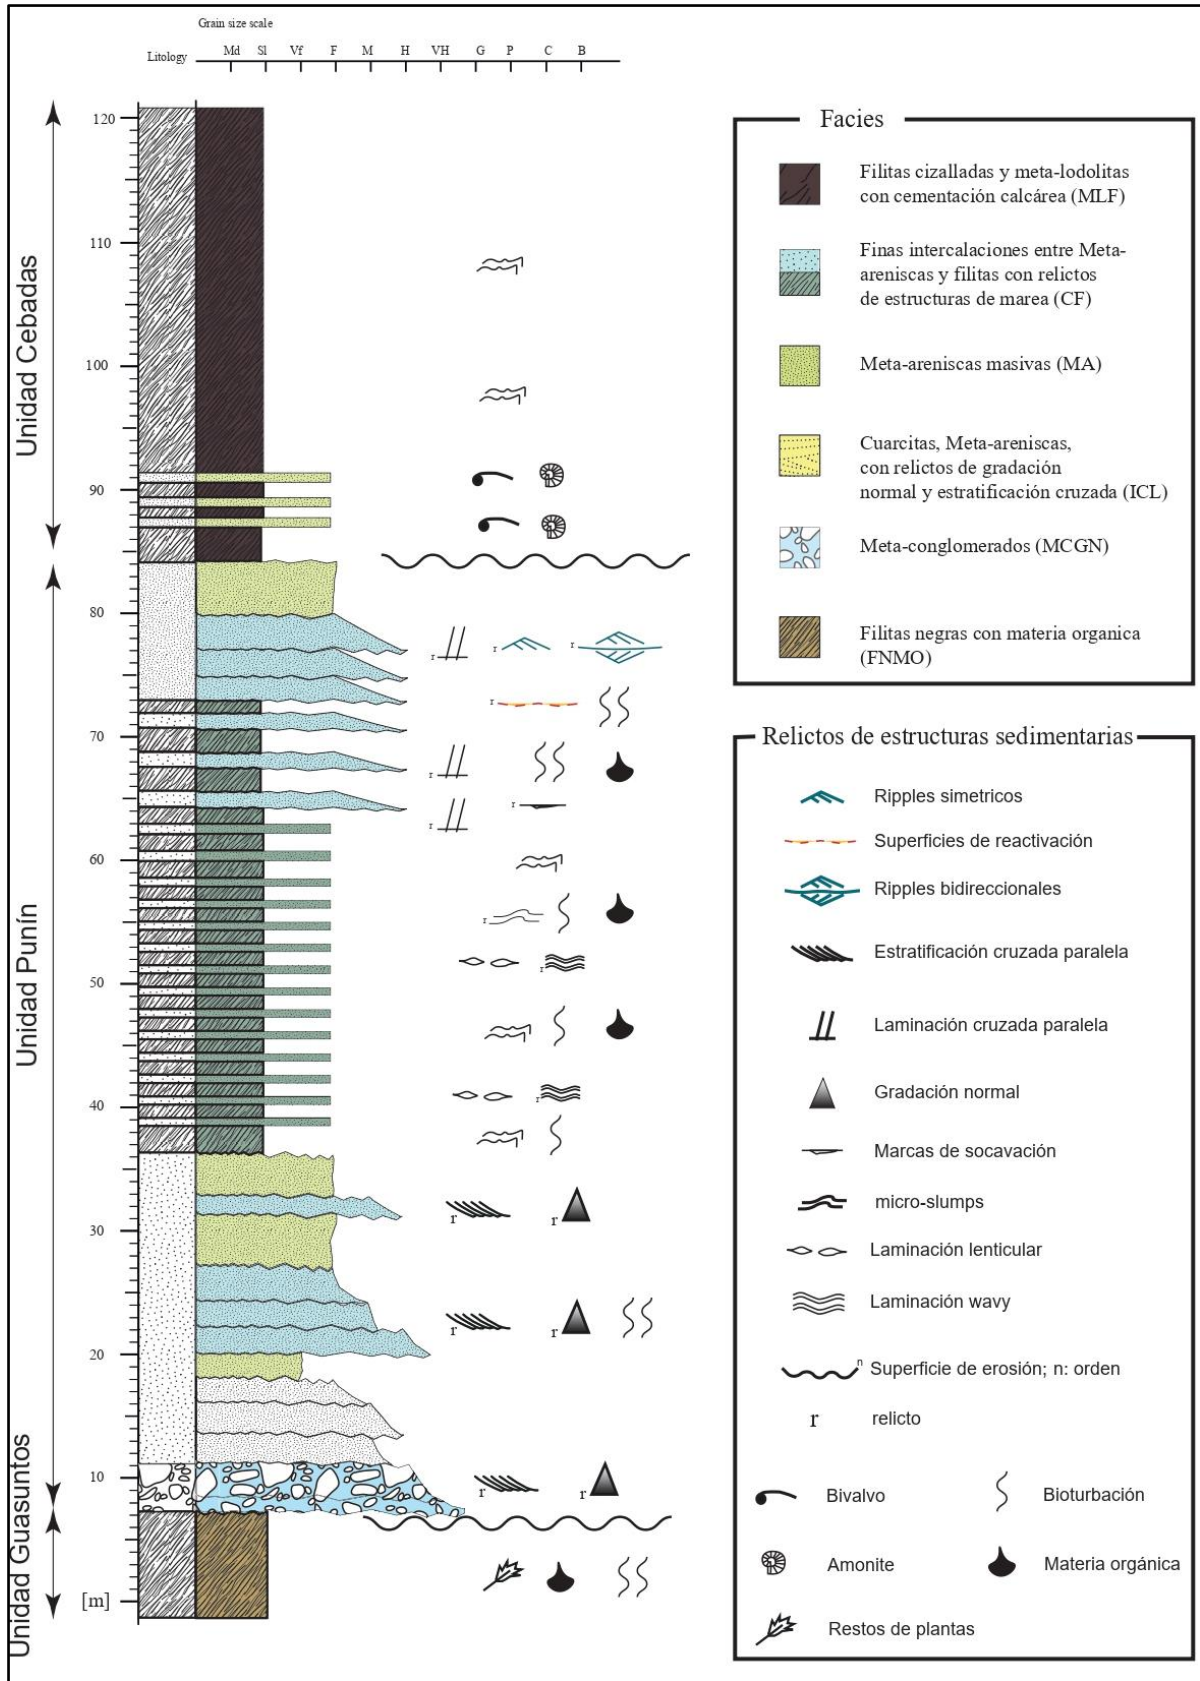 Grain size scale
Litology
Md Sl Vf F M H VH G P C B
Unidad Cebadas
Unidad Punín
Unidad Guasuntos
120
110
100
90
80
70
60
50
40
30
20
10
[m]
r r r
r
r
r r
r
r
r
r r
r r
r r
Facies
Filitas cizalladas y meta-lodolitas
con cementación calcárea (MLF)
Finas intercalaciones entre Meta-
areniscas y filitas con relictos
de estructuras de marea (CF)
Meta-areniscas masivas (MA)
Cuarcitas, Meta-areniscas,
con relictos de gradación
normal y estratificación cruzada (ICL)
Meta-conglomerados (MCGN)
Filitas negras con materia organica
(FNMO)
Relictos de estructuras sedimentarias
Ripples simetricos
Superficies de reactivación
Ripples bidireccionales
Estratificación cruzada paralela
Laminación cruzada paralela
Gradación normal
Marcas de socavación
micro-slumps
Laminación lenticular
Laminación wavy
n Superficie de erosión; n: orden
r relicto
Bivalvo
Bioturbación
Amonite
Materia orgánica
Restos de plantas